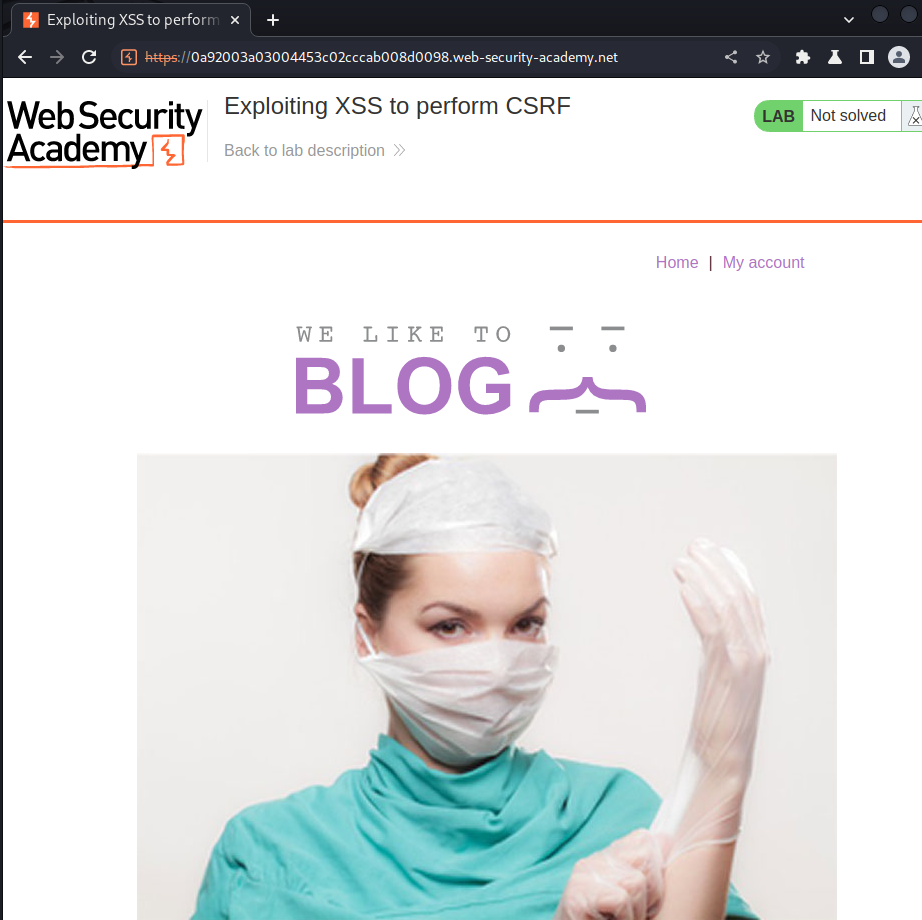 Exploiting XSS to perform
https://0a92003a03004453c02cccab008d0098.web-security-academy.net
Web Security
Academy
Exploiting XSS to perform CSRF
Back to lab description
LAB Not solved
Home | My account
WE LIKE TO
BLOG